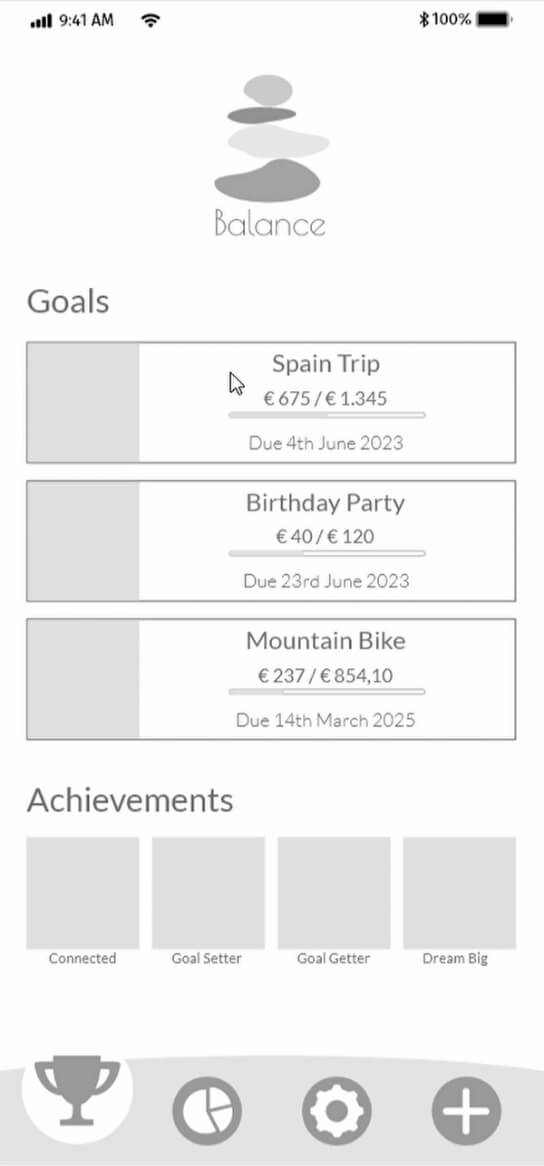 9:41 AM
100%
Balance
Goals
Spain Trip
€ 675 / € 1.345
Due 4th June 2023
Birthday Party
€ 40 / € 120
Due 23rd June 2023
Mountain Bike
€ 237 / € 854,10
Due 14th March 2025
Achievements
Connected
Goal Setter
Goal Getter
Dream Big